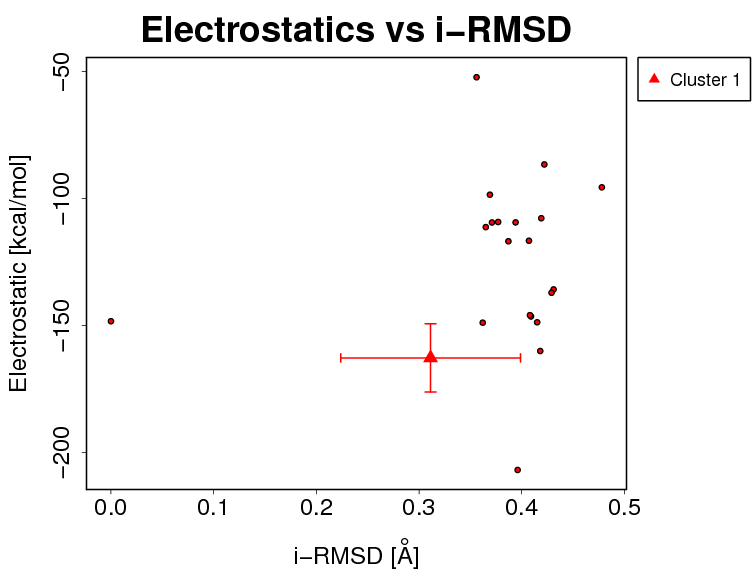 Electrostatics vs i−RMSD
Cluster 1
Electrostatic [kcal/mol]
−50
−100
−150
−200
0.0 0.1 0.2 0.3 0.4 0.5
i−RMSD [Å]